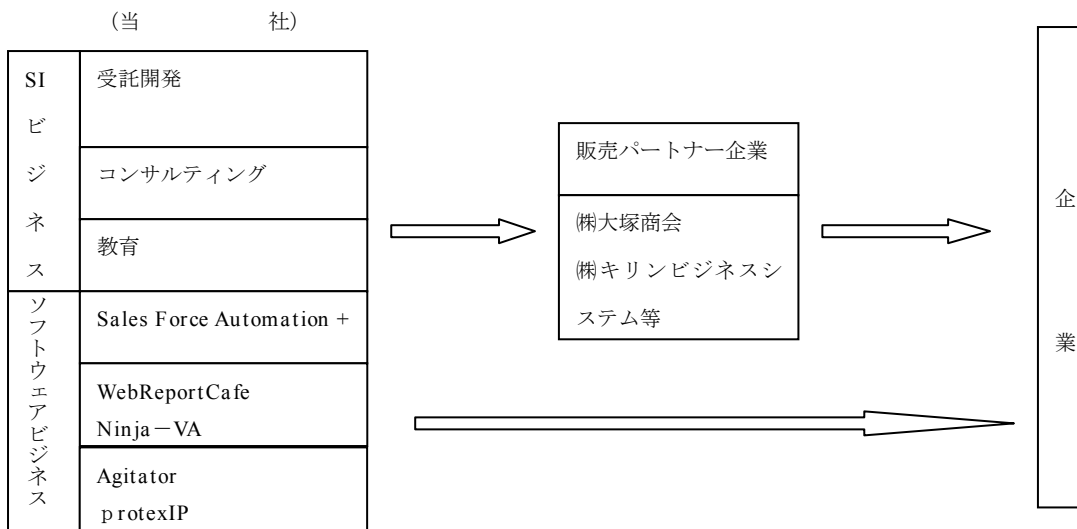 (当 社)
SIビジネス
受託開発
コンサルティング
教育
ソフトウェアビジネス
Sales Force Automation +
WebReportCafe
Ninja－VA
Agitator
ｐrotexIP
販売パートナー企業
㈱大塚商会
㈱キリンビジネスシ
ステム等
企業